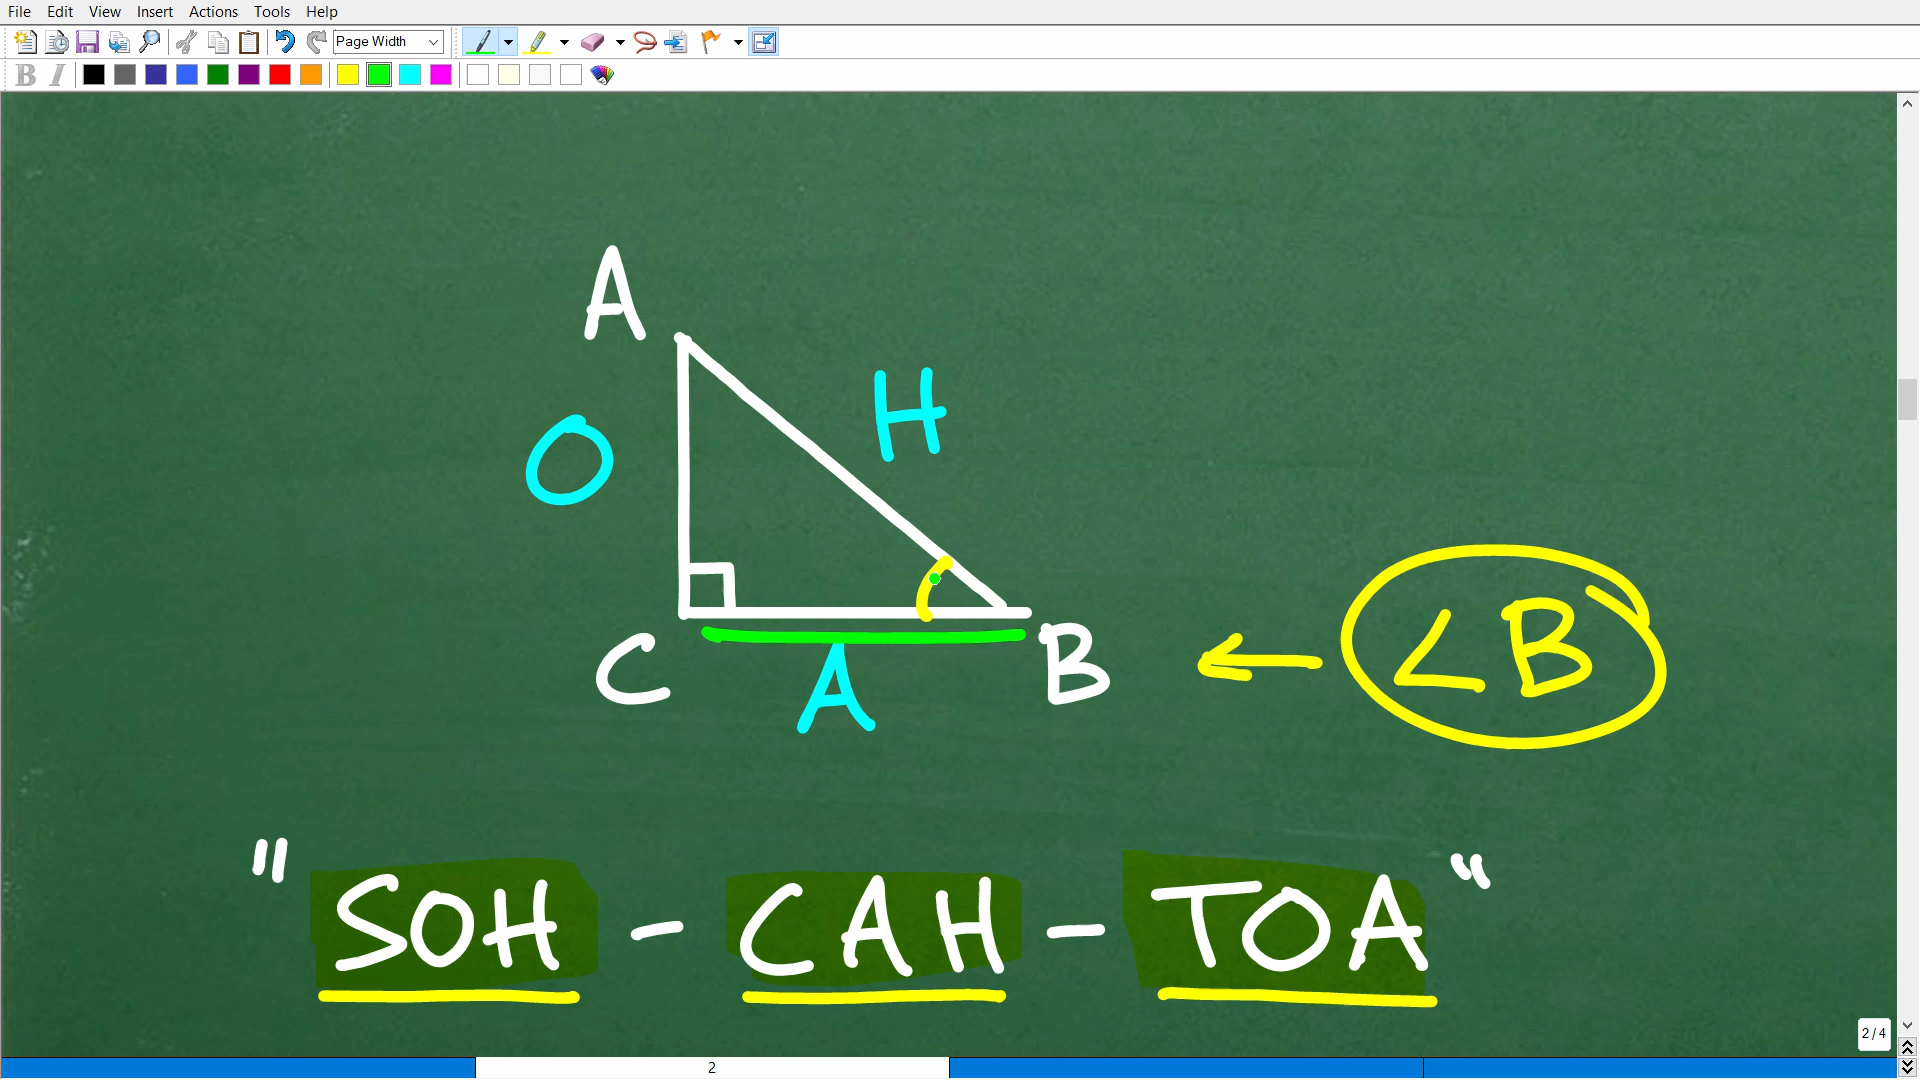 File Edit View Insert Actions Tools Help
Page Width
B I
A
H
O
C A B ← ∠B
"SOH - CAH - TOA"
2 / 4
2